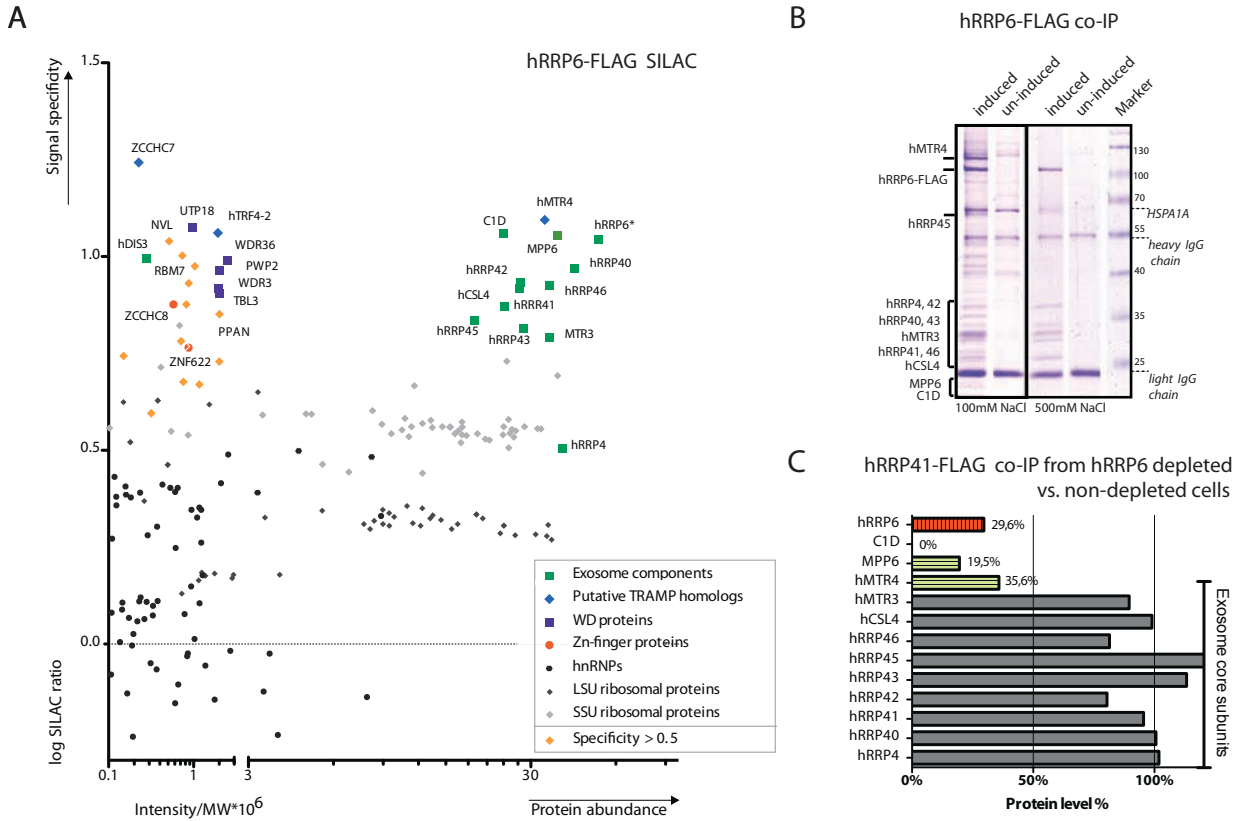 A
hRRP6-FLAG SILAC
Signal specificity
log SILAC ratio
1.5
1.0
0.5
0.0
ZCCHC7
UTP18
hTRF4-2
NVL
hDIS3
WDR36
RBM7
PWP2
WDR3
TBL3
ZCCHC8
PPAN
ZNF622
hMTR4
C1D
hRRP6*
MPP6
hRRP40
hRRP42
hRRP46
hCSL4
hRRR41
hRRP45
hRRP43
MTR3
hRRP4
Exosome components
Putative TRAMP homologs
WD proteins
Zn-finger proteins
hnRNPs
LSU ribosomal proteins
SSU ribosomal proteins
Specificity > 0.5
0.1 1 3 30
Intensity/MW*10⁶
Protein abundance
B
hRRP6-FLAG co-IP
induced
un-induced
induced
un-induced
Marker
hMTR4
hRRP6-FLAG
hRRP45
hRRP4, 42
hRRP40, 43
hMTR3
hRRP41, 46
hCSL4
MPP6
C1D
130
100
70
HSPA1A
55
heavy IgG
chain
40
35
25
light IgG
chain
100mM NaCl 500mM NaCl
C
hRRP41-FLAG co-IP from hRRP6 depleted
vs. non-depleted cells
hRRP6 29,6%
C1D 0%
MPP6 19,5%
hMTR4 35,6%
hMTR3
hCSL4
hRRP46
hRRP45
hRRP43
hRRP42
hRRP41
hRRP40
hRRP4
Exosome core
subunits
0% 50% 100%
Protein level %